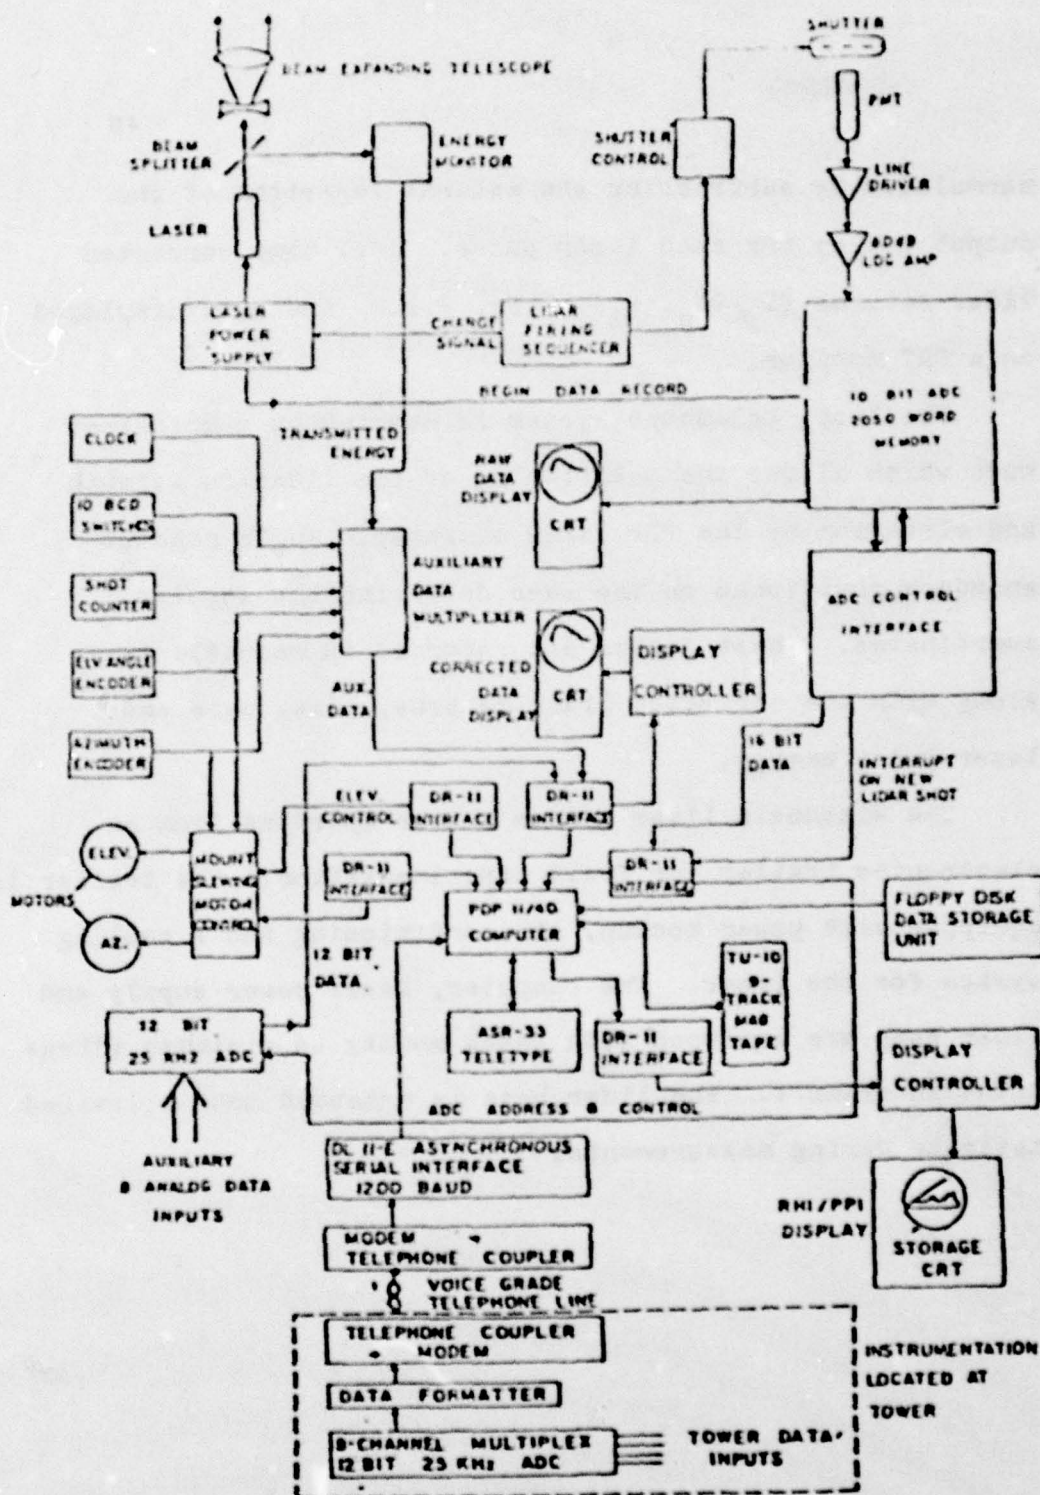 SHUTTER
BEAM EXPANDING TELESCOPE
PMT
BEAM
SPLITTER
ENERGY
MONITOR
SHUTTER
CONTROL
LINE
DRIVER
LASER
60dB
LOG AMP
LASER
POWER
SUPPLY
CHARGE
SIGNAL
LIDAR
FIRING
SEQUENCER
BEGIN DATA RECORD
10 BIT ADC
2050 WORD
MEMORY
CLOCK
TRANSMITTED
ENERGY
RAW
DATA
DISPLAY
CRT
10 BCD
SWITCHES
AUXILIARY
DATA
MULTIPLEXER
SHOT
COUNTER
ADC CONTROL
INTERFACE
ELV ANGLE
ENCODER
AUX.
DATA
CORRECTED
DATA
DISPLAY
CRT
DISPLAY
CONTROLLER
AZIMUTH
ENCODER
16 BIT
DATA
INTERRUPT
ON NEW
LIDAR SHOT
ELEV.
CONTROL
DR-11
INTERFACE
DR-11
INTERFACE
ELEV.
MOTORS
AZ.
MOUNT
SLEWING
MOTOR
CONTROL
DR-11
INTERFACE
DR-11
INTERFACE
PDP 11/40
COMPUTER
FLOPPY DISK
DATA STORAGE
UNIT
12 BIT
DATA
TU-10
9-
TRACK
MAG
TAPE
12 BIT
25 KHZ ADC
ASR-33
TELETYPE
DR-11
INTERFACE
DISPLAY
CONTROLLER
ADC ADDRESS & CONTROL
AUXILIARY
8 ANALOG DATA
INPUTS
DL 11-E ASYNCHRONOUS
SERIAL INTERFACE
1200 BAUD
RHI/PPI
DISPLAY
STORAGE
CRT
MODEM
TELEPHONE COUPLER
VOICE GRADE
TELEPHONE LINE
TELEPHONE COUPLER
MODEM
INSTRUMENTATION
LOCATED AT
TOWER
DATA FORMATTER
8-CHANNEL MULTIPLEX
12 BIT 25 KHz ADC
TOWER DATA
INPUTS